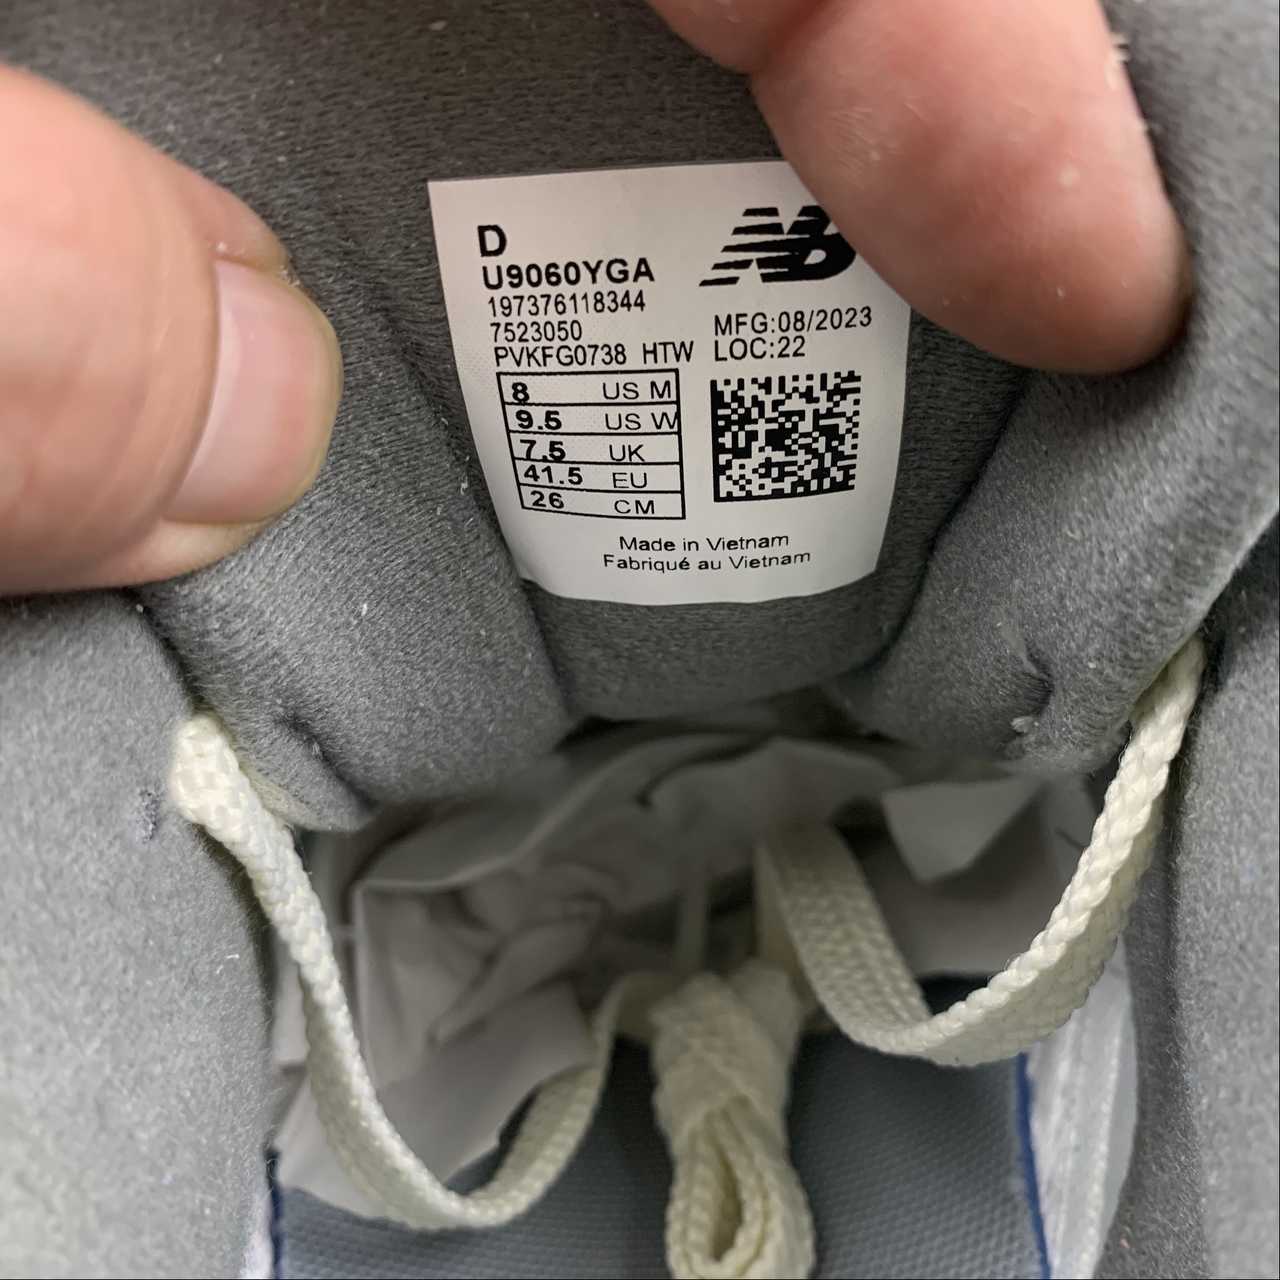 D
U9060YGA
197376118344
7523050
PVKFG0738 HTW
NB
MFG:08/2023
LOC:22
8 US M
9.5 US W
7.5 UK
41.5 EU
26 CM
Made in Vietnam
Fabriqué au Vietnam